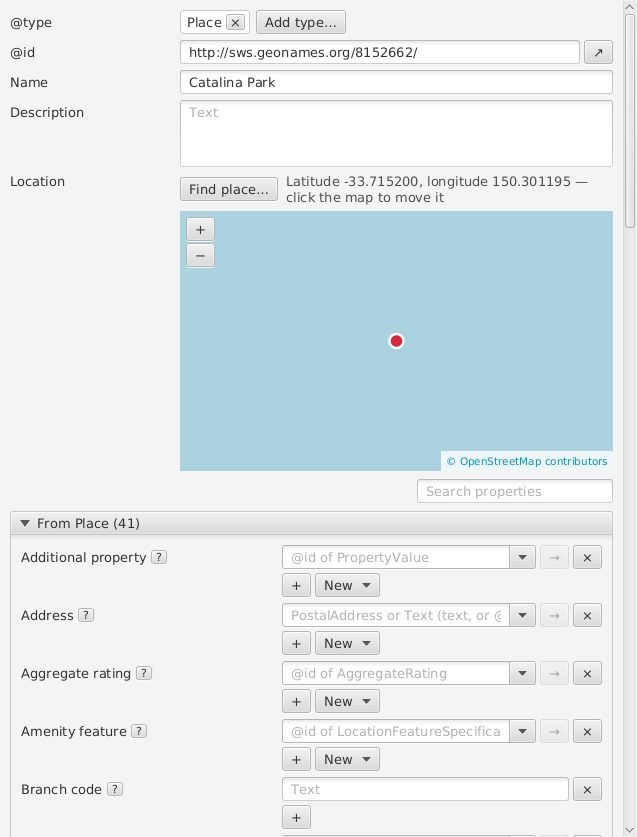 @type
Place ×
Add type...
@id
http://sws.geonames.org/8152662/
↗
Name
Catalina Park
Description
Text
Location
Find place...
Latitude -33.715200, longitude 150.301195 —
click the map to move it
+
−
© OpenStreetMap contributors
Search properties
From Place (41)
Additional property ?
@id of PropertyValue
→ ×
+ New
Address ?
PostalAddress or Text (text, or @
→ ×
+ New
Aggregate rating ?
@id of AggregateRating
→ ×
+ New
Amenity feature ?
@id of LocationFeatureSpecifica
→ ×
+ New
Branch code ?
Text
×
+